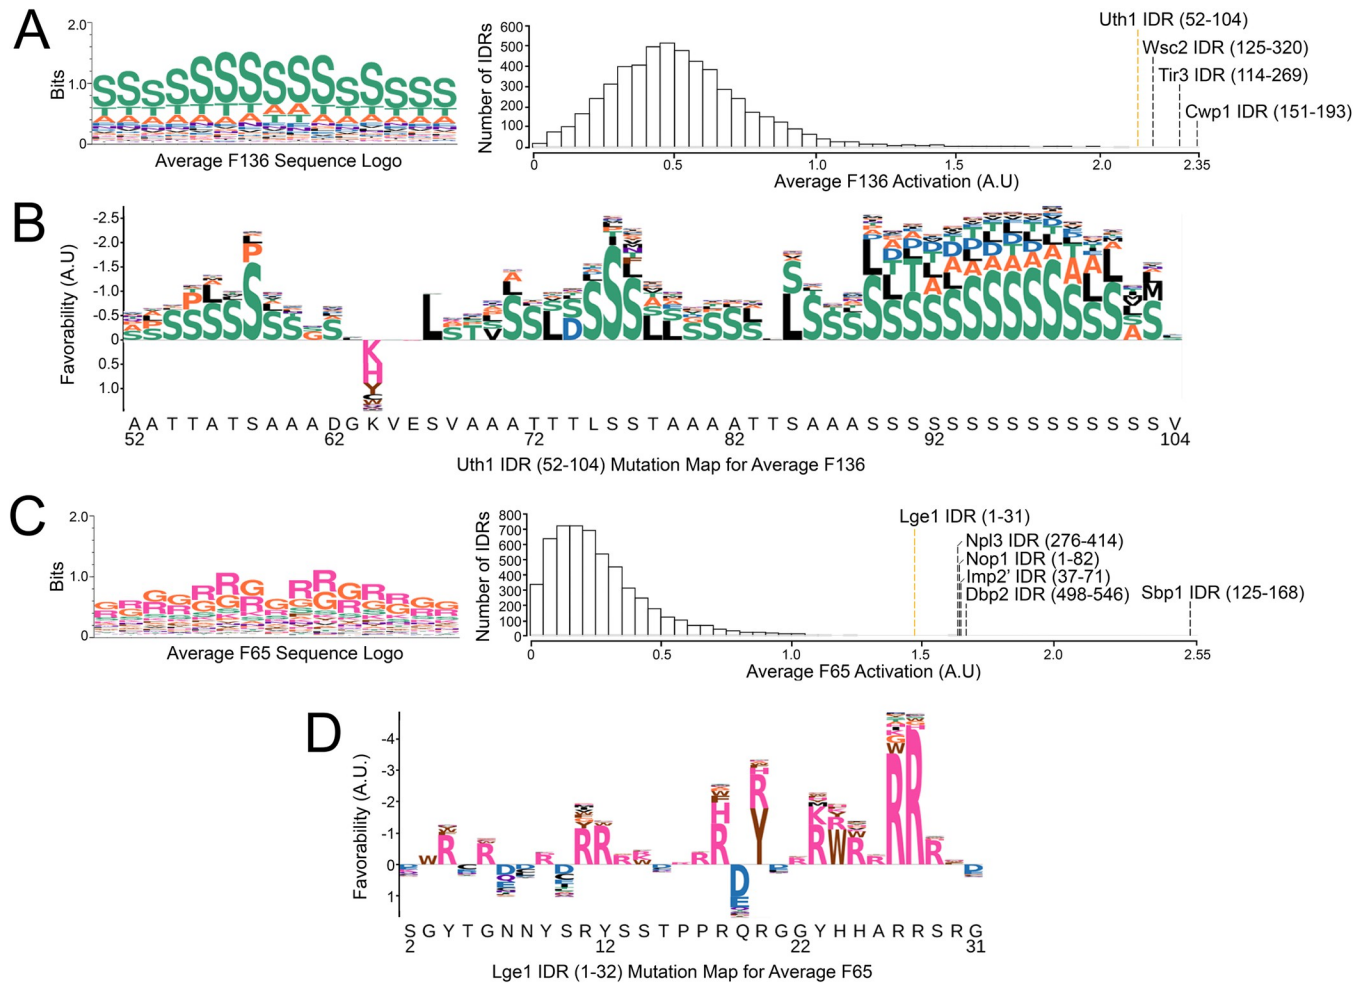 A
2.0
1.0
0
Bits
Average F136 Sequence Logo
Number of IDRs
600
500
400
300
200
100
0
0
0.5
1.0
1.5
2.0
2.35
Average F136 Activation (A.U)
Uth1 IDR (52-104)
Wsc2 IDR (125-320)
Tir3 IDR (114-269)
Cwp1 IDR (151-193)
B
Favorability (A.U)
-2.5
-2.0
-1.5
-1.0
-0.5
0
0.5
1.0
A A T T A T S A A A D G K V E S V A A A T T T L S S T A A A A T T S A A A S S S S S S S S S S S S S S S V
52
62
72
82
92
104
Uth1 IDR (52-104) Mutation Map for Average F136
C
2.0
1.0
0
Bits
Average F65 Sequence Logo
Number of IDRs
800
700
600
500
400
300
200
100
0
0
0.5
1.0
1.5
2.0
2.55
Average F65 Activation (A.U)
Lge1 IDR (1-31)
Npl3 IDR (276-414)
Nop1 IDR (1-82)
Imp2' IDR (37-71)
Dbp2 IDR (498-546)
Sbp1 IDR (125-168)
D
Favorability (A.U.)
-4
-3
-2
-1
0
1
S G Y T G N N Y S R Y S S T P P R Q R G G Y H H A R R S R G
2
12
22
31
Lge1 IDR (1-32) Mutation Map for Average F65